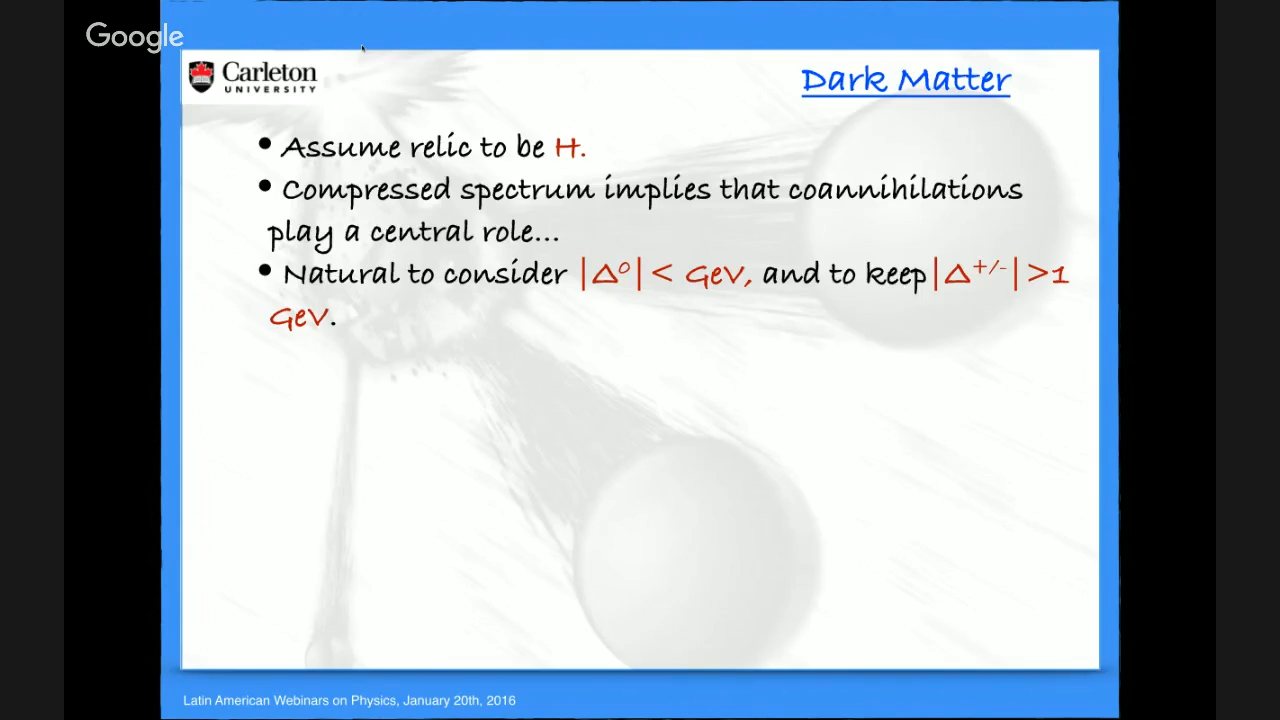 Google
Carleton
UNIVERSITY
Dark Matter
• Assume relic to be H.
• Compressed spectrum implies that coannihilations
play a central role...
• Natural to consider |Δ⁰| < GeV, and to keep |Δ⁺/⁻| >1
GeV.
Latin American Webinars on Physics, January 20th, 2016